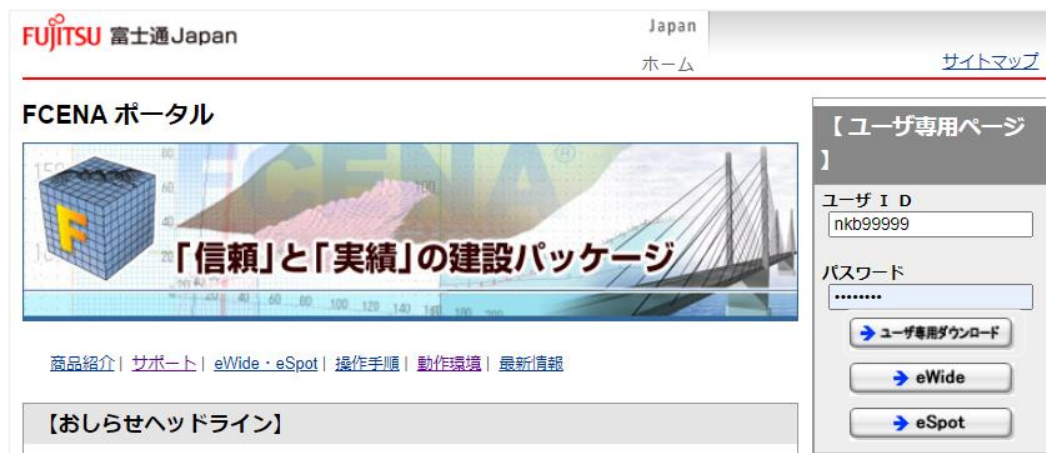 FUJITSU 富士通Japan
Japan
ホーム
サイトマップ
FCENA ポータル
FCENA®
F
「信頼」と「実績」の建設パッケージ
商品紹介| サポート| eWide・eSpot| 操作手順| 動作環境| 最新情報
【おしらせヘッドライン】
【ユーザ専用ページ
】
ユーザＩＤ
nkb99999
パスワード
••••••••
ユーザ専用ダウンロード
eWide
eSpot